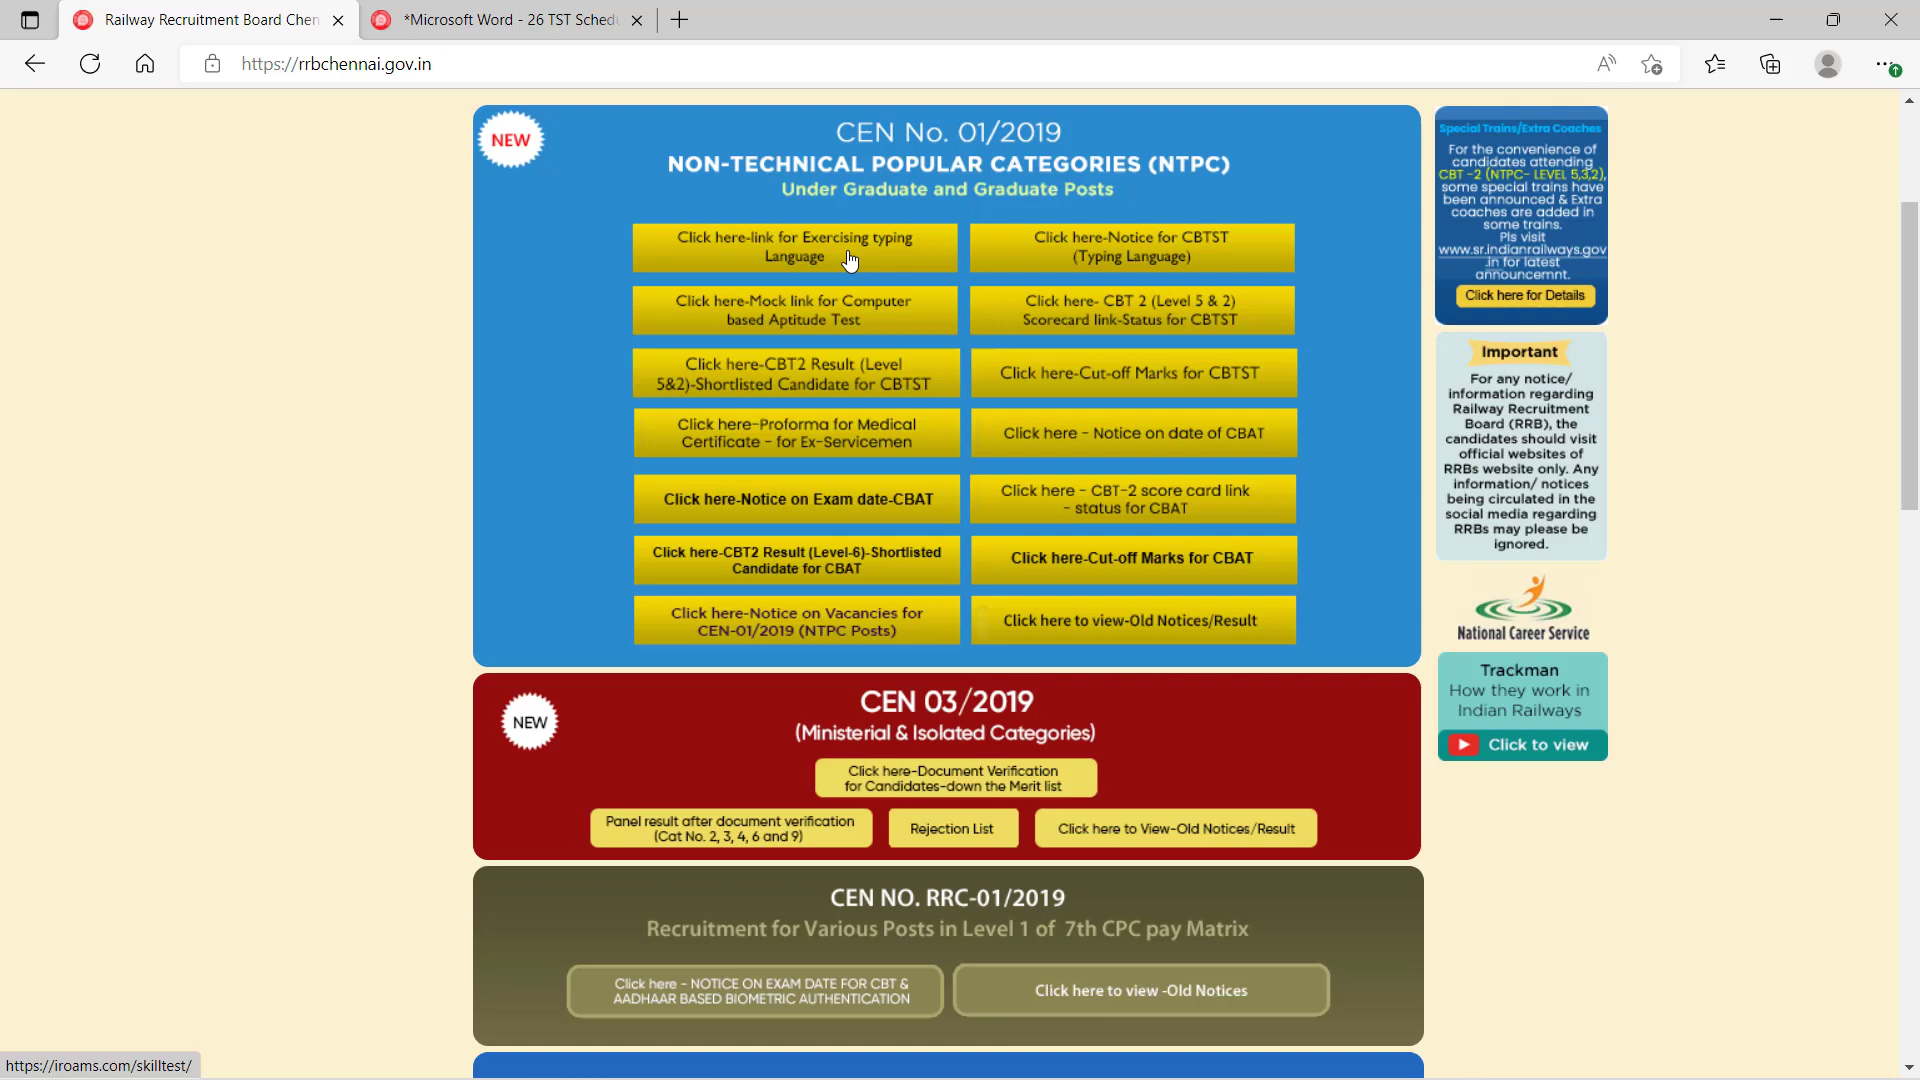 Railway Recruitment Board Chen
*Microsoft Word - 26 TST Schedu
https://rrbchennai.gov.in
NEW
CEN No. 01/2019
NON-TECHNICAL POPULAR CATEGORIES (NTPC)
Under Graduate and Graduate Posts
Click here-link for Exercising typing
Language
Click here-Notice for CBTST
(Typing Language)
Click here-Mock link for Computer
based Aptitude Test
Click here- CBT 2 (Level 5 & 2)
Scorecard link-Status for CBTST
Click here-CBT2 Result (Level
5&2)-Shortlisted Candidate for CBTST
Click here-Cut-off Marks for CBTST
Click here-Proforma for Medical
Certificate - for Ex-Servicemen
Click here - Notice on date of CBAT
Click here-Notice on Exam date-CBAT
Click here - CBT-2 score card link
- status for CBAT
Click here-CBT2 Result (Level-6)-Shortlisted
Candidate for CBAT
Click here-Cut-off Marks for CBAT
Click here-Notice on Vacancies for
CEN-01/2019 (NTPC Posts)
Click here to view-Old Notices/Result
NEW
CEN 03/2019
(Ministerial & Isolated Categories)
Click here-Document Verification
for Candidates-down the Merit list
Panel result after document verification
(Cat No. 2, 3, 4, 6 and 9)
Rejection List
Click here to View-Old Notices/Result
CEN NO. RRC-01/2019
Recruitment for Various Posts in Level 1 of 7th CPC pay Matrix
Click here - NOTICE ON EXAM DATE FOR CBT &
AADHAAR BASED BIOMETRIC AUTHENTICATION
Click here to view -Old Notices
Special Trains/Extra Coaches
For the convenience of
candidates attending
CBT -2 (NTPC- LEVEL 5,3,2),
some special trains have
been announced & Extra
coaches are added in
some trains.
Pls visit
www.sr.indianrailways.gov
.in for latest
announcemnt.
Click here for Details
Important
For any notice/
information regarding
Railway Recruitment
Board (RRB), the
candidates should visit
official websites of
RRBs website only. Any
information/ notices
being circulated in the
social media regarding
RRBs may please be
ignored.
National Career Service
Trackman
How they work in
Indian Railways
Click to view
https://iroams.com/skilltest/